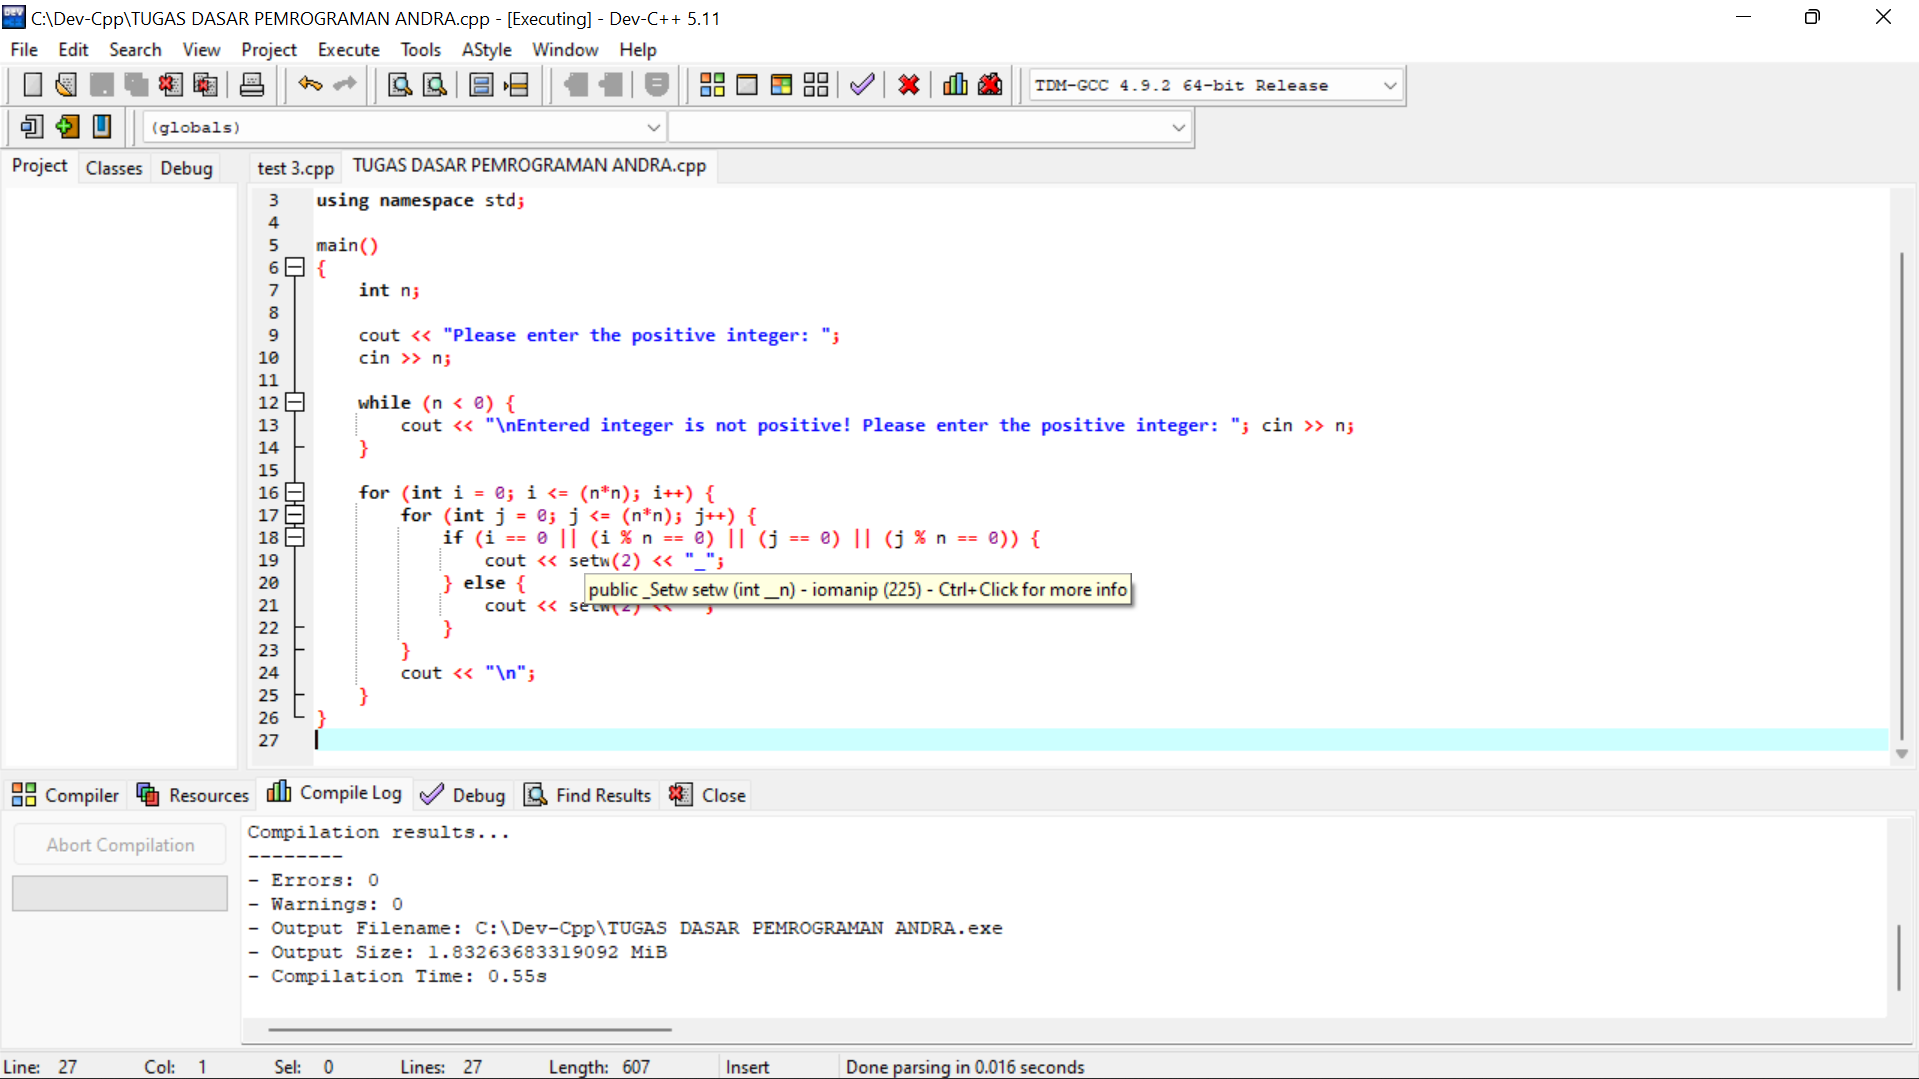 C:\Dev-Cpp\TUGAS DASAR PEMROGRAMAN ANDRA.cpp - [Executing] - Dev-C++ 5.11
File Edit Search View Project Execute Tools AStyle Window Help
TDM-GCC 4.9.2 64-bit Release
(globals)
Project Classes Debug test 3.cpp TUGAS DASAR PEMROGRAMAN ANDRA.cpp
3 using namespace std;
4
5 main()
6 {
7 int n;
8
9 cout << "Please enter the positive integer: ";
10 cin >> n;
11
12 while (n < 0) {
13 cout << "\nEntered integer is not positive! Please enter the positive integer: "; cin >> n;
14 }
15
16 for (int i = 0; i <= (n*n); i++) {
17 for (int j = 0; j <= (n*n); j++) {
18 if (i == 0 || (i % n == 0) || (j == 0) || (j % n == 0)) {
19 cout << setw(2) << "_";
20 } else {
public _Setw setw (int __n) - iomanip (225) - Ctrl+Click for more info
21 cout << setw(2) << ;
22 }
23 }
24 cout << "\n";
25 }
26 }
27
Compiler Resources Compile Log Debug Find Results Close
Abort Compilation
Compilation results...
--------
- Errors: 0
- Warnings: 0
- Output Filename: C:\Dev-Cpp\TUGAS DASAR PEMROGRAMAN ANDRA.exe
- Output Size: 1.83263683319092 MiB
- Compilation Time: 0.55s
Line: 27 Col: 1 Sel: 0 Lines: 27 Length: 607 Insert Done parsing in 0.016 seconds